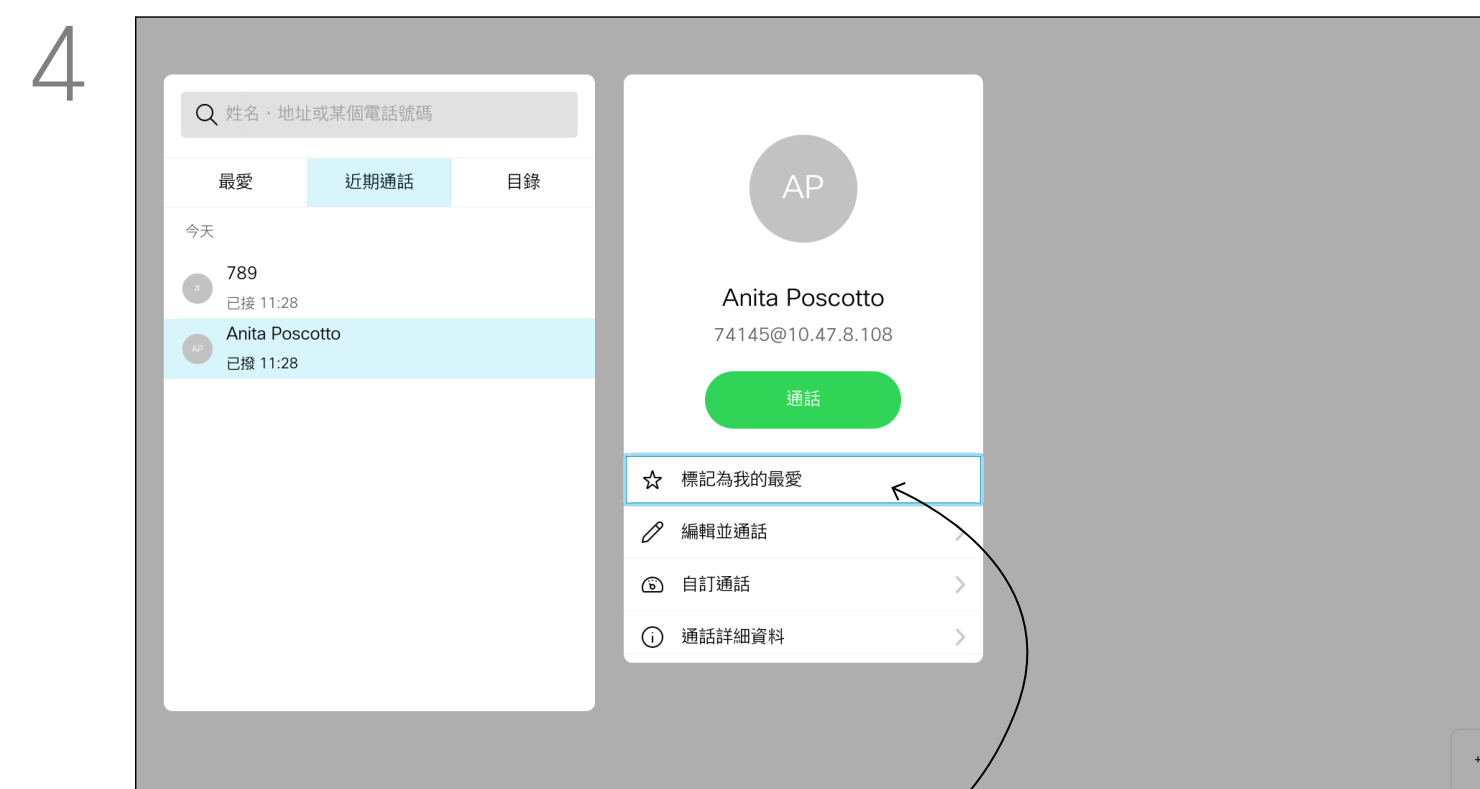 4
姓名、地址或某個電話號碼
最愛 近期通話 目錄
今天
#
789
已接 11:28
AP
Anita Poscotto
已撥 11:28
AP
Anita Poscotto
74145@10.47.8.108
通話
標記為我的最愛
編輯並通話
自訂通話
通話詳細資料
+